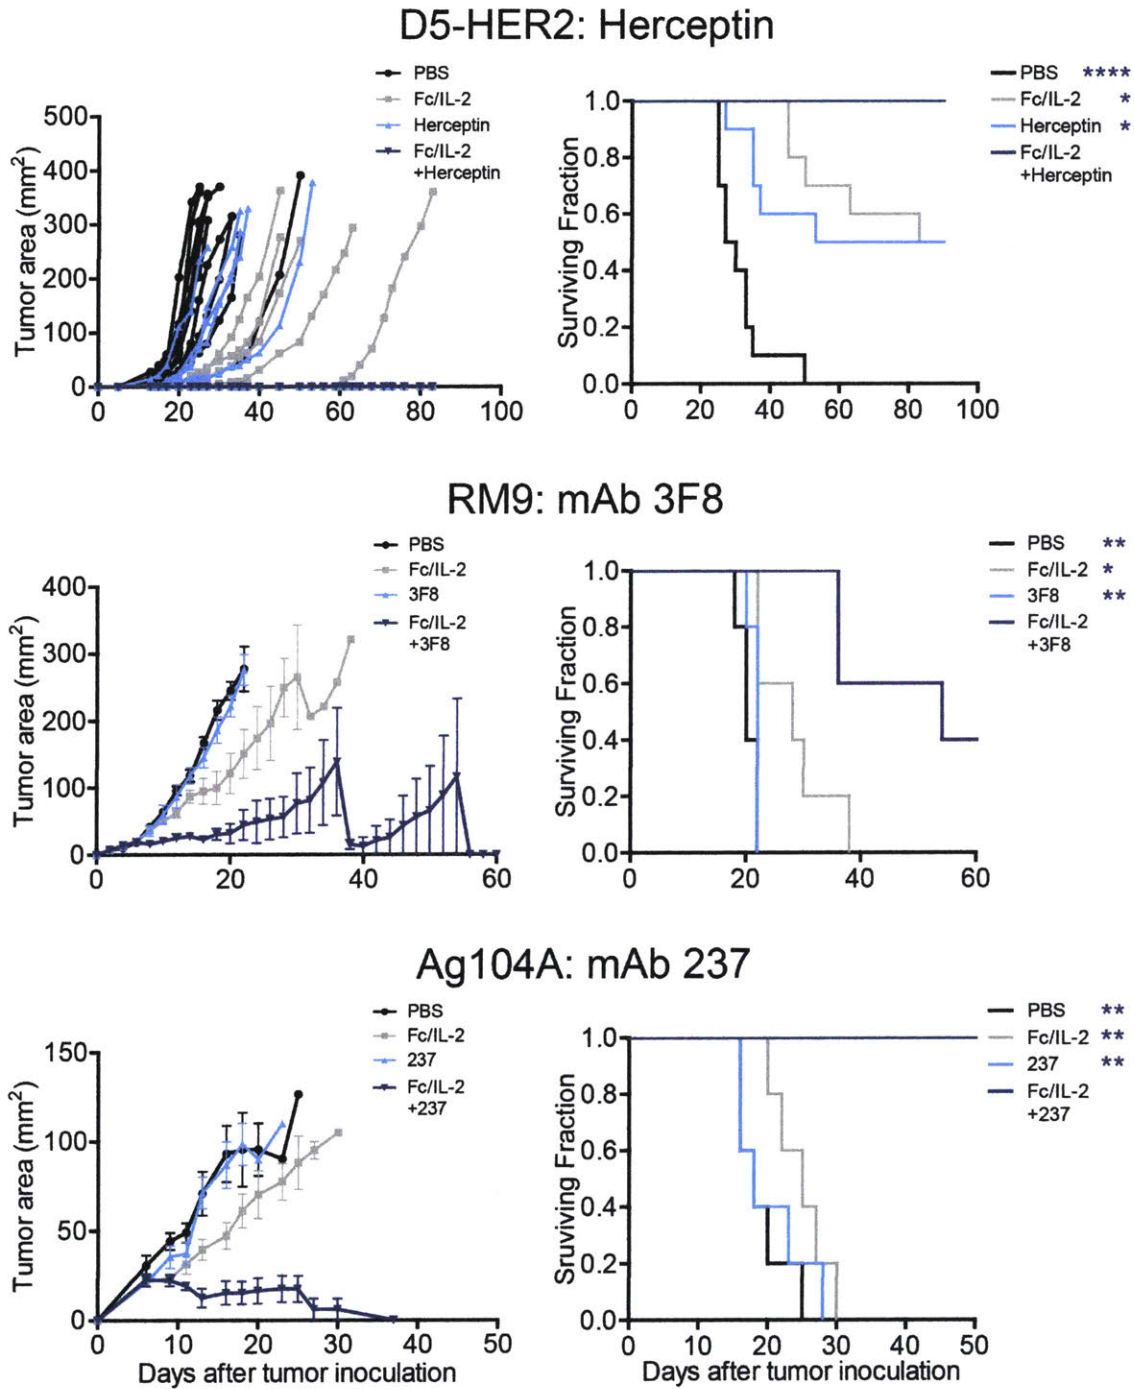 D5-HER2: Herceptin
PBS
Fc/IL-2
Herceptin
Fc/IL-2
+Herceptin
Tumor area (mm²)
500
400
300
200
100
0
0 20 40 60 80 100
PBS ****
Fc/IL-2 *
Herceptin *
Fc/IL-2
+Herceptin
Surviving Fraction
1.0
0.8
0.6
0.4
0.2
0.0
0 20 40 60 80 100
RM9: mAb 3F8
PBS
Fc/IL-2
3F8
Fc/IL-2
+3F8
Tumor area (mm²)
400
300
200
100
0
0 20 40 60
PBS **
Fc/IL-2 *
3F8 **
Fc/IL-2
+3F8
Surviving Fraction
1.0
0.8
0.6
0.4
0.2
0.0
0 20 40 60
Ag104A: mAb 237
PBS
Fc/IL-2
237
Fc/IL-2
+237
Tumor area (mm²)
150
100
50
0
0 10 20 30 40 50
Days after tumor inoculation
PBS **
Fc/IL-2 **
237 **
Fc/IL-2
+237
Sruviving Fraction
1.0
0.8
0.6
0.4
0.2
0.0
0 10 20 30 40 50
Days after tumor inoculation